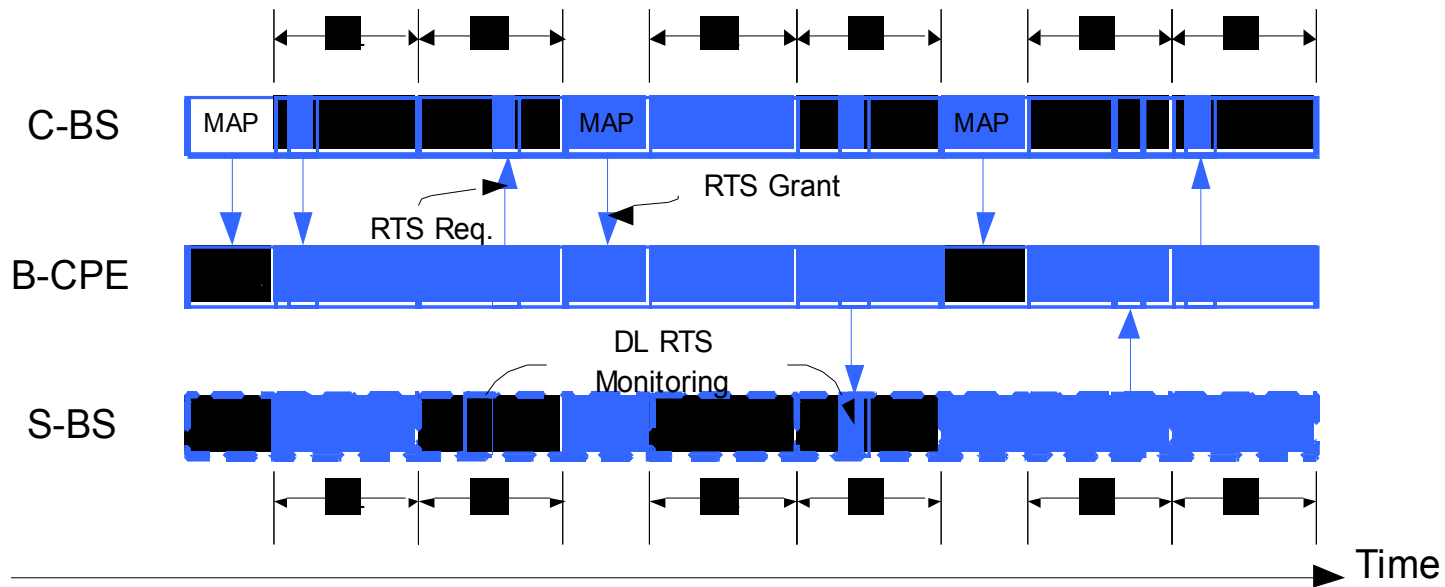 C-BS
MAP
MAP
MAP
RTS Req.
RTS Grant
B-CPE
DL RTS
Monitoring
S-BS
Time